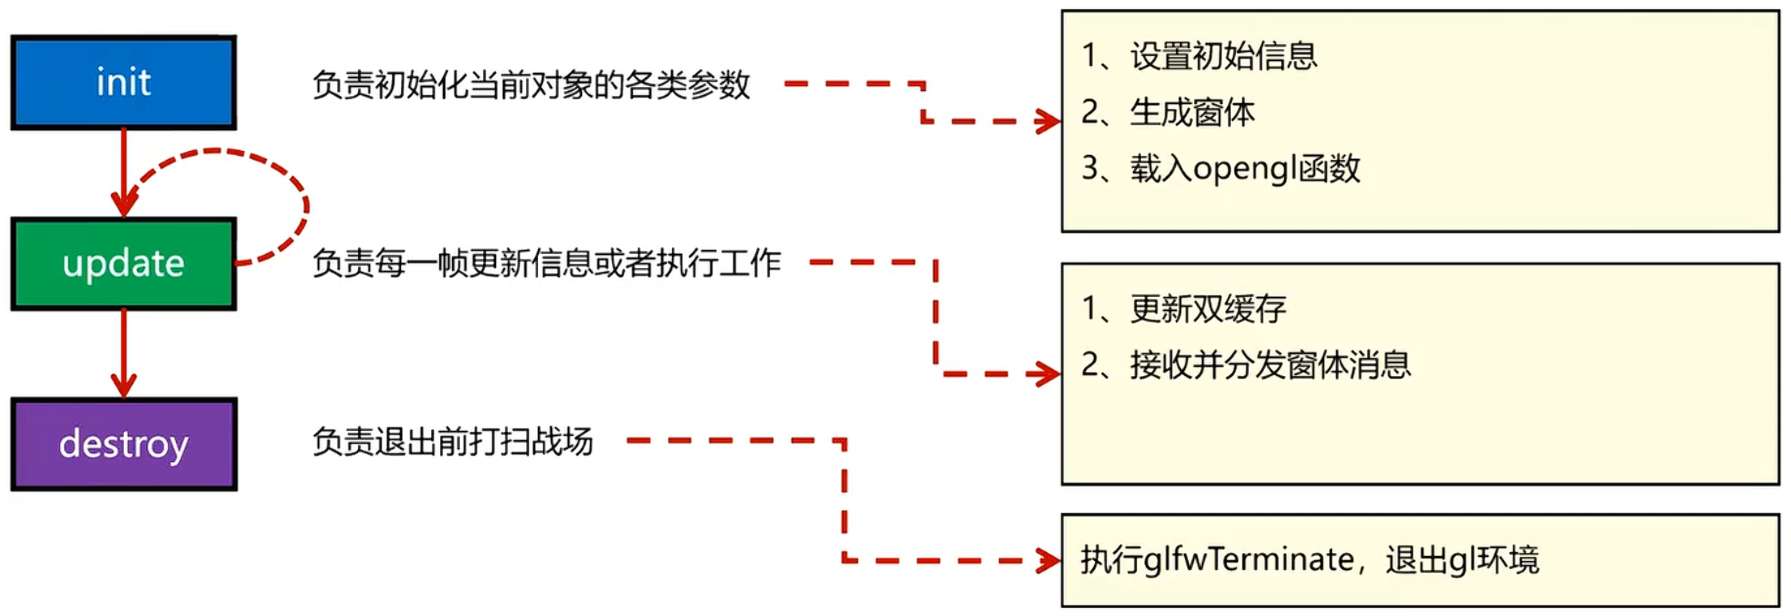 init
负责初始化当前对象的各类参数
1、设置初始信息
2、生成窗体
3、载入opengl函数
update
负责每一帧更新信息或者执行工作
1、更新双缓存
2、接收并分发窗体消息
destroy
负责退出前打扫战场
执行glfwTerminate，退出gl环境